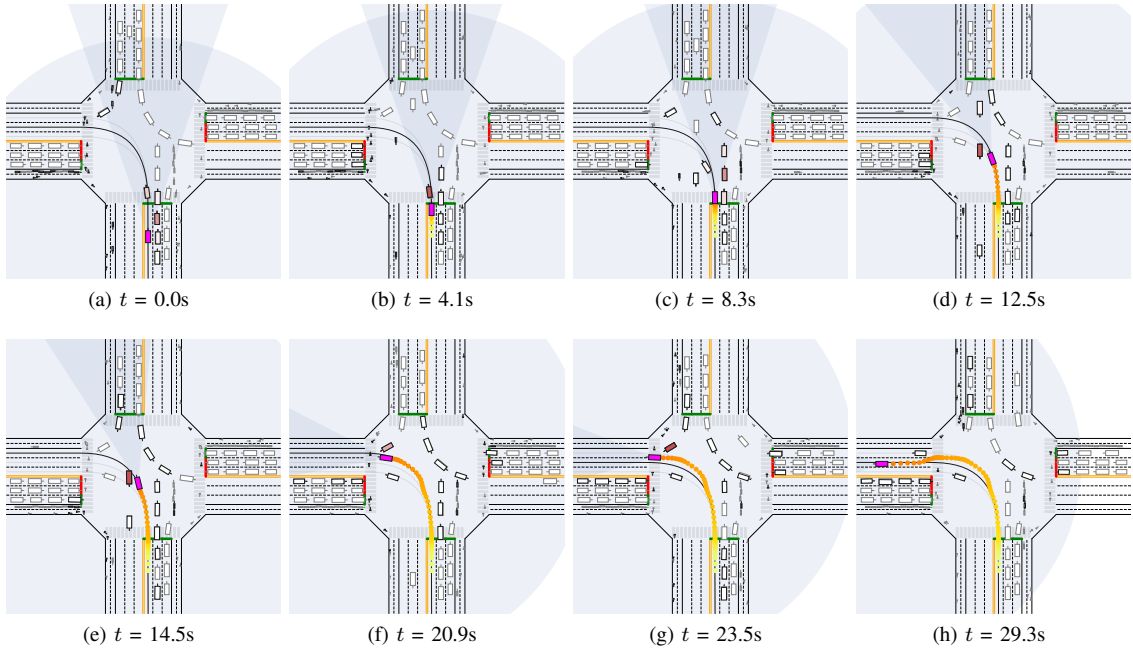 (a) t = 0.0s
(b) t = 4.1s
(c) t = 8.3s
(d) t = 12.5s
(e) t = 14.5s
(f) t = 20.9s
(g) t = 23.5s
(h) t = 29.3s